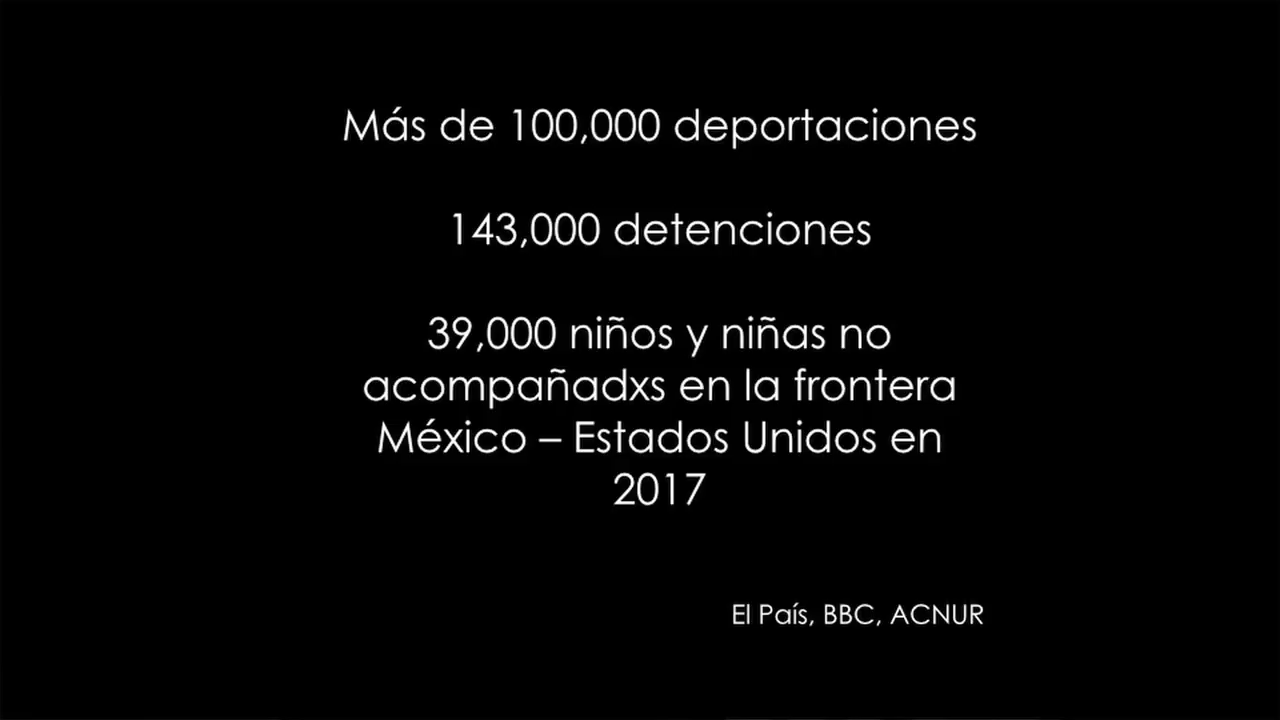 Más de 100,000 deportaciones
143,000 detenciones
39,000 niños y niñas no
acompañadxs en la frontera
México – Estados Unidos en
2017
El País, BBC, ACNUR